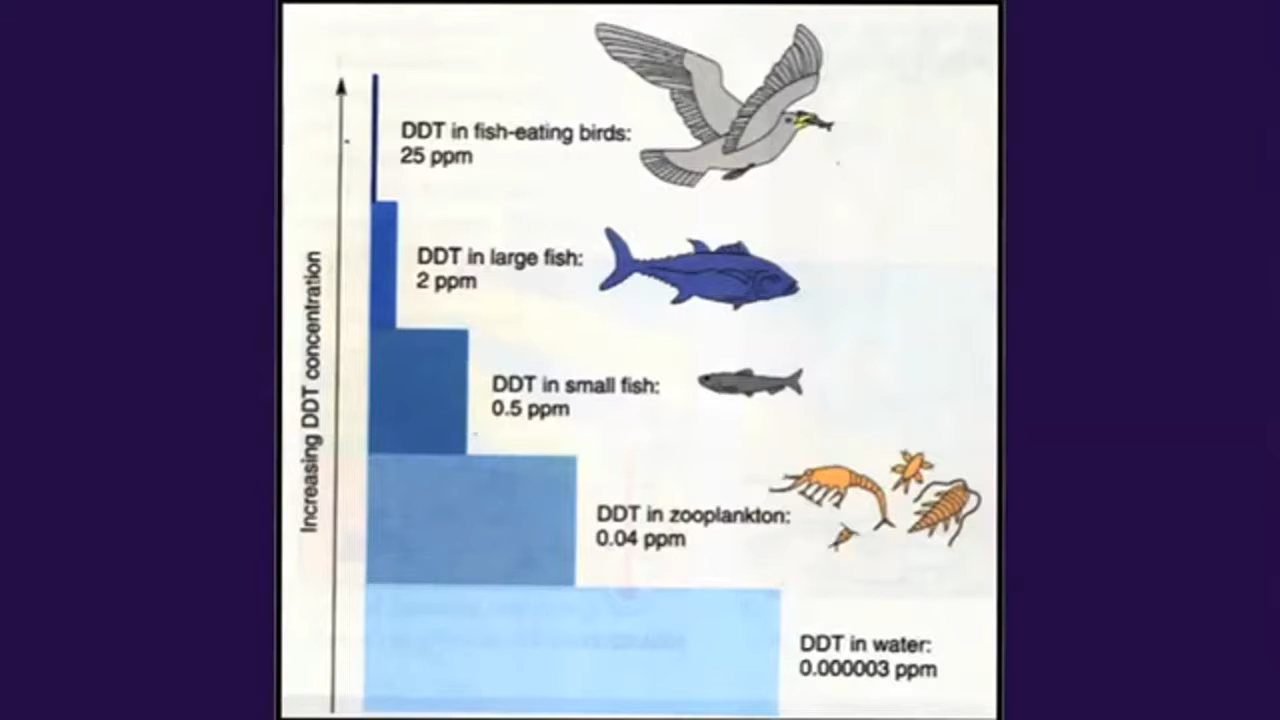 DDT in fish-eating birds:
25 ppm
DDT in large fish:
2 ppm
DDT in small fish:
0.5 ppm
DDT in zooplankton:
0.04 ppm
DDT in water:
0.000003 ppm
Increasing DDT concentration